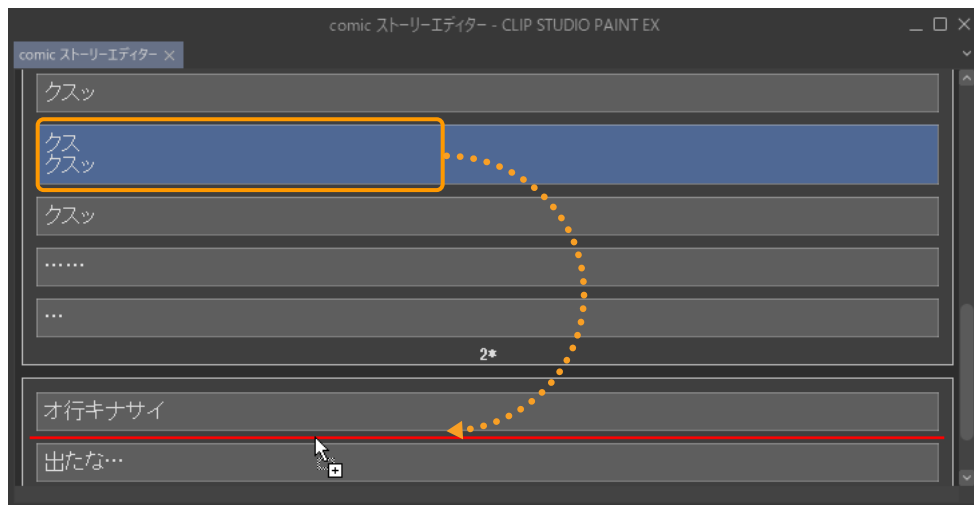 comic ストーリーエディター - CLIP STUDIO PAINT EX
comic ストーリーエディター
クスッ
クス
クスッ
クスッ
……
…
2*
オ行キナサイ
出たな…